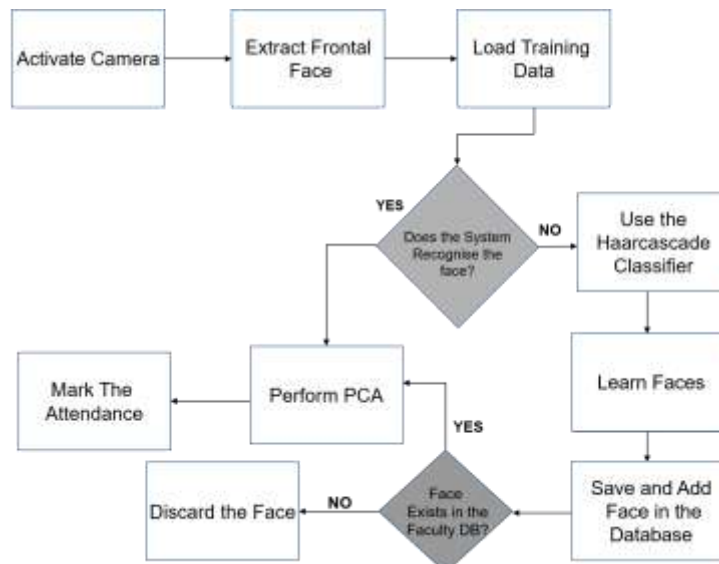 Activate Camera
Extract Frontal
Face
Load Training
Data
YES
Does the System
Recognise the
face?
NO
Use the
Haarcascade
Classifier
Mark The
Attendance
Perform PCA
Learn Faces
YES
Discard the Face
NO
Face
Exists in the
Faculty DB?
Save and Add
Face in the
Database